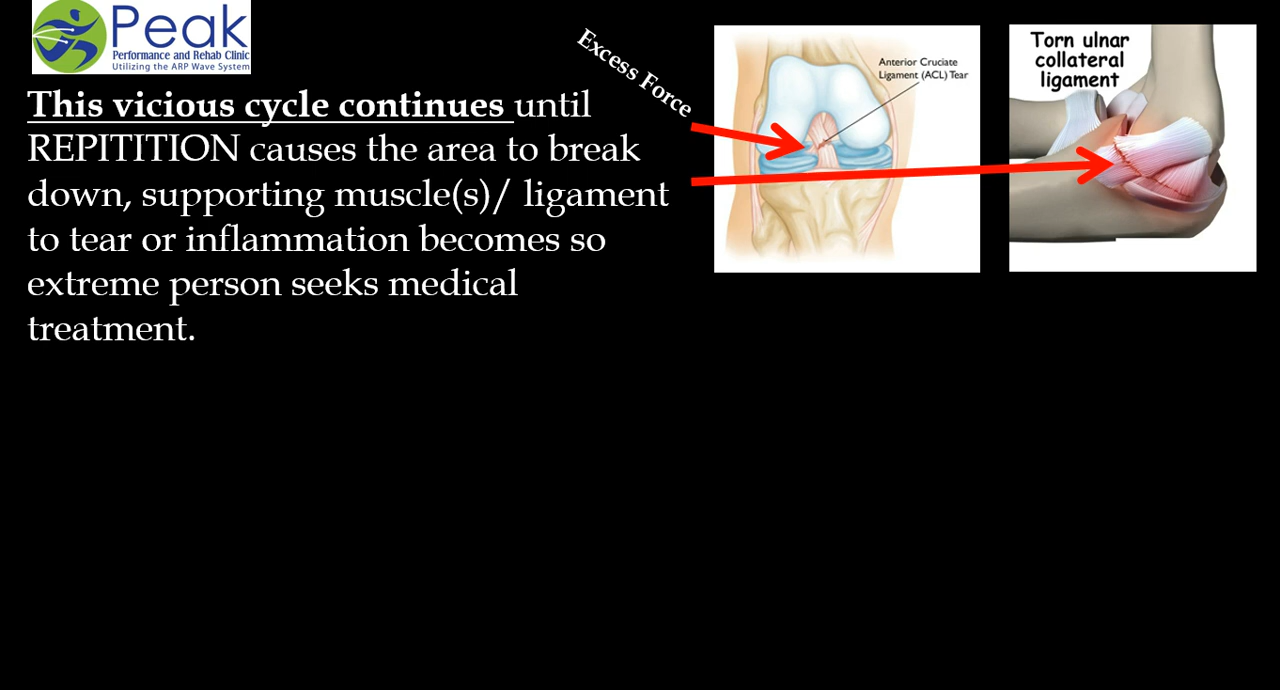 Peak
Performance and Rehab Clinic
Utilizing the ARP Wave System
This vicious cycle continues until
REPITITION causes the area to break
down, supporting muscle(s)/ ligament
to tear or inflammation becomes so
extreme person seeks medical
treatment.
Excess Force
Anterior Cruciate
Ligament (ACL) Tear
Torn ulnar
collateral
ligament